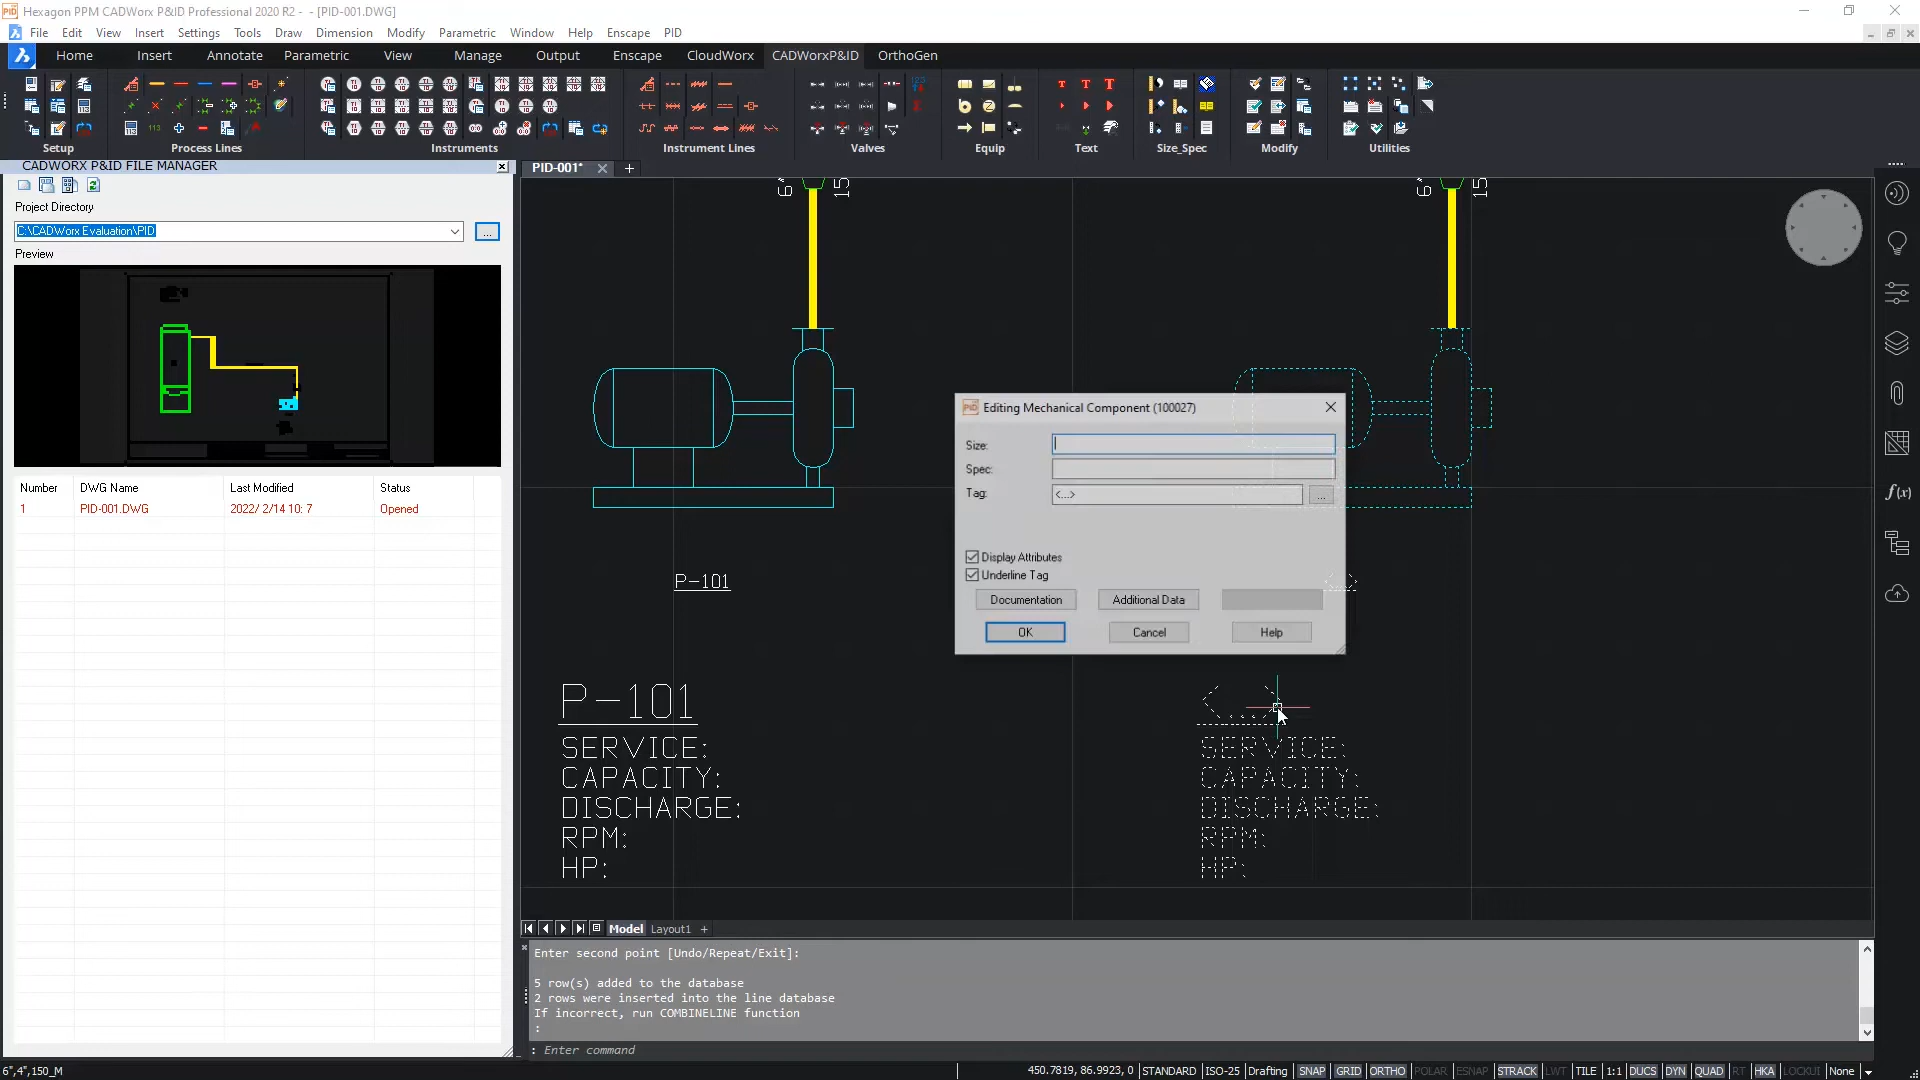 Hexagon PPM CADWorx P&ID Professional 2020 R2 -  - [PID-001.DWG]
File Edit View Insert Settings Tools Draw Dimension Modify Parametric Window Help Enscape PID
Home Insert Annotate Parametric View Manage Output Enscape CloudWorx CADWorxP&ID OrthoGen
Setup Process Lines Instruments Instrument Lines Valves Equip Text Size_Spec Modify Utilities
CADWORX P&ID FILE MANAGER
PID-001*
Project Directory
C:\CADWorx Evaluation\PID
...
Preview
Number DWG Name Last Modified Status
1 PID-001.DWG 2022/ 2/14 10: 7 Opened
6" 15
6" 15
Editing Mechanical Component (100027)
Size:
Spec:
Tag: <...> ...
Display Attributes
Underline Tag
Documentation Additional Data
OK Cancel Help
P-101
P-101
SERVICE:
CAPACITY:
DISCHARGE:
RPM:
HP:
<...>
SERVICE:
CAPACITY:
DISCHARGE:
RPM:
HP:
Model Layout1 +
Enter second point [Undo/Repeat/Exit]:
5 row(s) added to the database
2 rows were inserted into the line database
If incorrect, run COMBINELINE function
:
: Enter command
6",4",150_M
450.7819, 86.9923, 0 STANDARD ISO-25 Drafting SNAP GRID ORTHO POLAR ESNAP STRACK LWT TILE 1:1 DUCS DYN QUAD RT HKA LOCKUI None